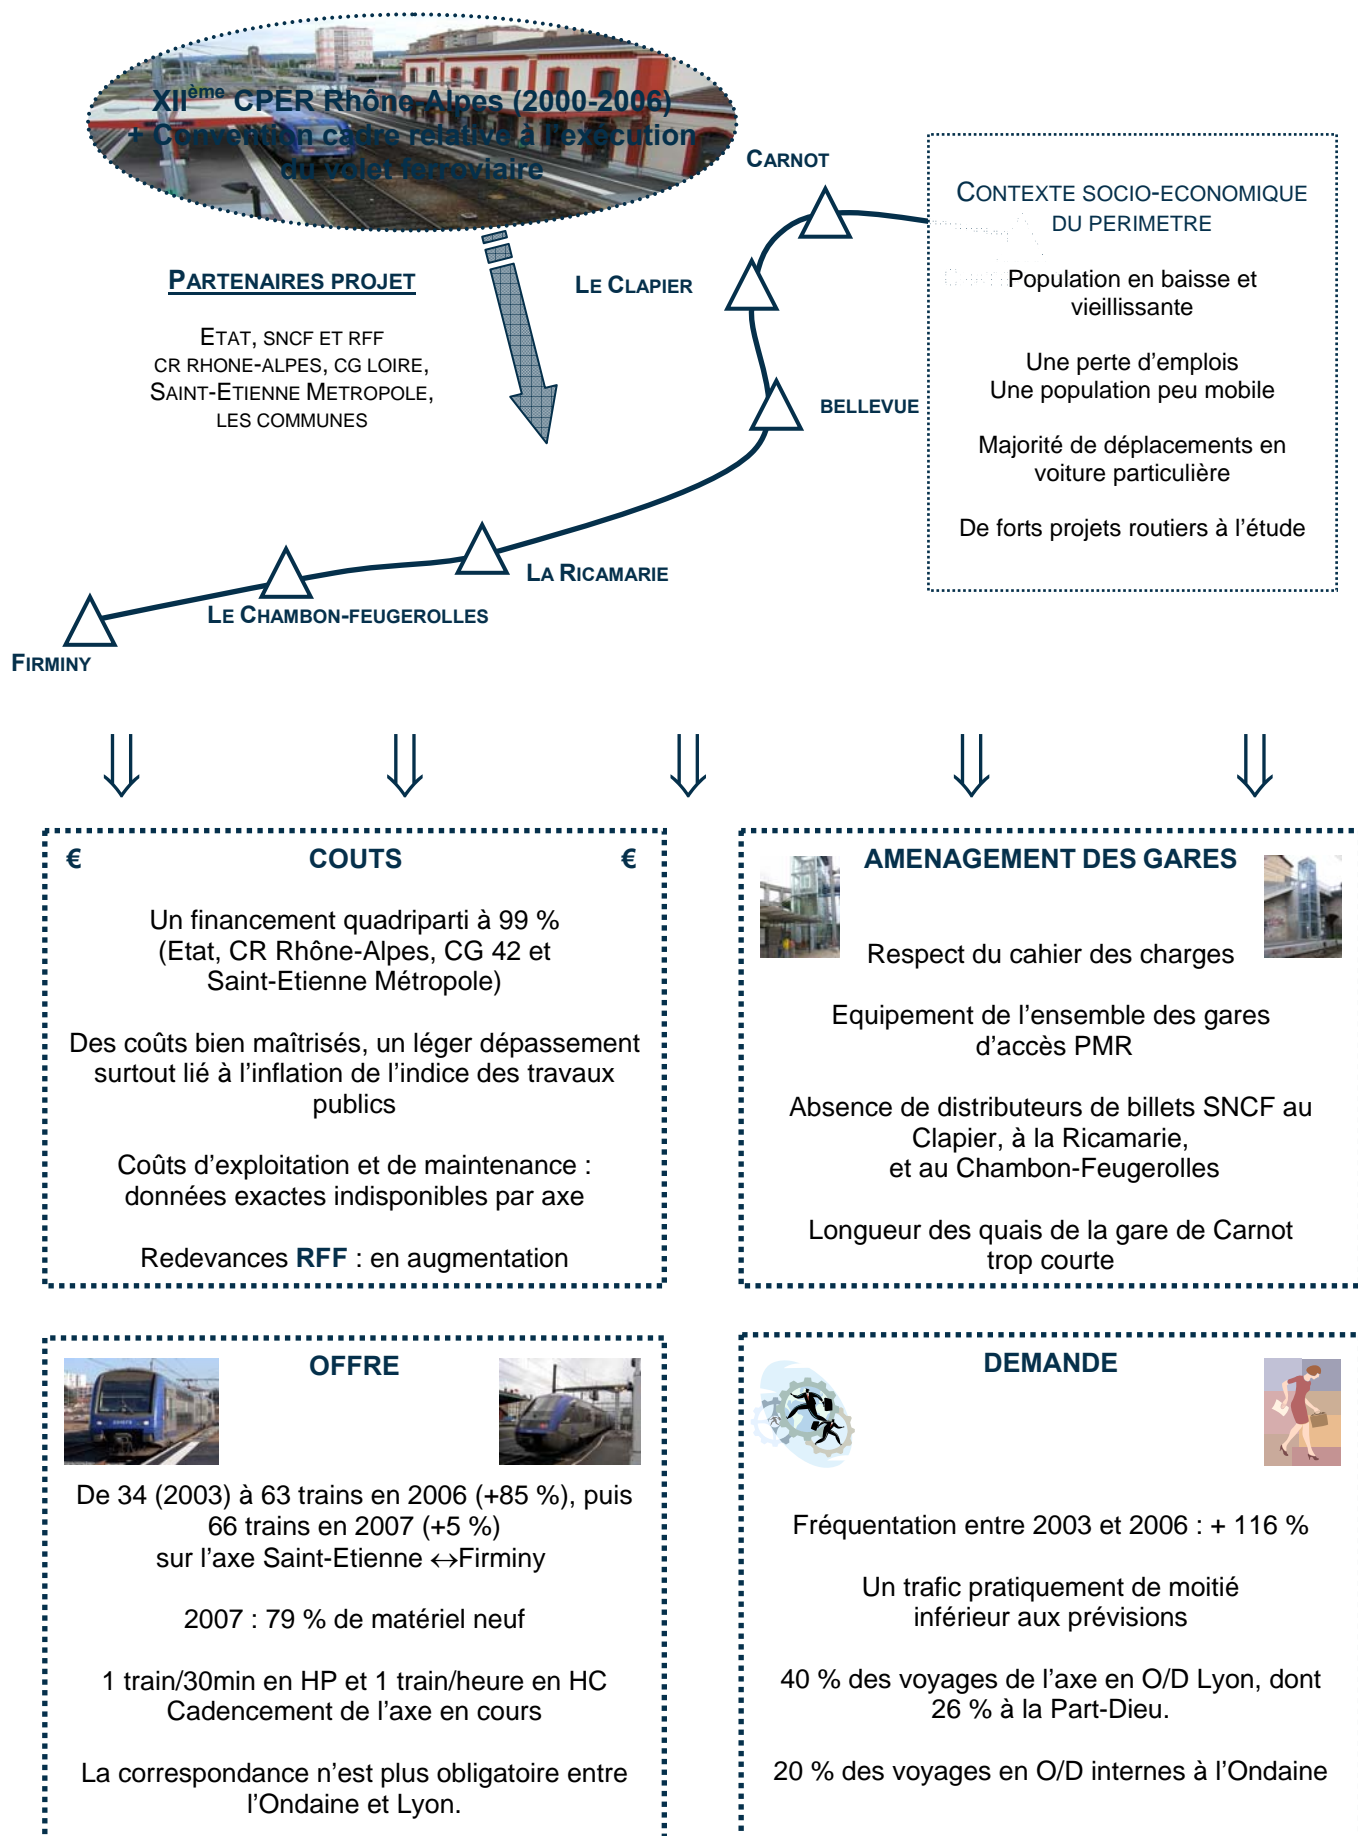 XIIème CPER Rhône-Alpes (2000-2006)
+ Convention cadre relative à l'exécution
du volet ferroviaire
CARNOT
CONTEXTE SOCIO-ECONOMIQUE
DU PERIMETRE
Population en baisse et
vieillissante
Une perte d'emplois
Une population peu mobile
Majorité de déplacements en
voiture particulière
De forts projets routiers à l'étude
PARTENAIRES PROJET
ETAT, SNCF ET RFF
CR RHONE-ALPES, CG LOIRE,
SAINT-ETIENNE METROPOLE,
LES COMMUNES
LE CLAPIER
BELLEVUE
LA RICAMARIE
LE CHAMBON-FEUGEROLLES
FIRMINY
€ COUTS €
Un financement quadriparti à 99 %
(Etat, CR Rhône-Alpes, CG 42 et
Saint-Etienne Métropole)
Des coûts bien maîtrisés, un léger dépassement
surtout lié à l'inflation de l'indice des travaux
publics
Coûts d'exploitation et de maintenance :
données exactes indisponibles par axe
Redevances RFF : en augmentation
AMENAGEMENT DES GARES
Respect du cahier des charges
Equipement de l'ensemble des gares
d'accès PMR
Absence de distributeurs de billets SNCF au
Clapier, à la Ricamarie,
et au Chambon-Feugerolles
Longueur des quais de la gare de Carnot
trop courte
OFFRE
De 34 (2003) à 63 trains en 2006 (+85 %), puis
66 trains en 2007 (+5 %)
sur l'axe Saint-Etienne ↔Firminy
2007 : 79 % de matériel neuf
1 train/30min en HP et 1 train/heure en HC
Cadencement de l'axe en cours
La correspondance n'est plus obligatoire entre
l'Ondaine et Lyon.
DEMANDE
Fréquentation entre 2003 et 2006 : + 116 %
Un trafic pratiquement de moitié
inférieur aux prévisions
40 % des voyages de l'axe en O/D Lyon, dont
26 % à la Part-Dieu.
20 % des voyages en O/D internes à l'Ondaine